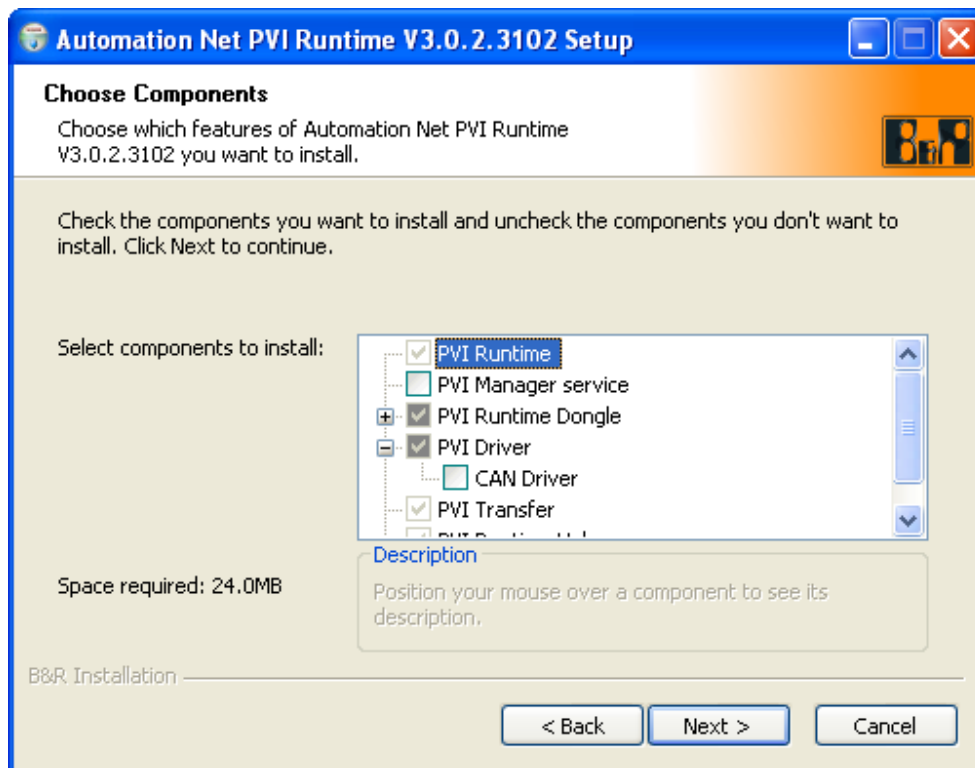 Automation Net PVI Runtime V3.0.2.3102 Setup
Choose Components
Choose which features of Automation Net PVI Runtime
V3.0.2.3102 you want to install.
B&R
Check the components you want to install and uncheck the components you don't want to
install. Click Next to continue.
Select components to install:
PVI Runtime
PVI Manager service
PVI Runtime Dongle
PVI Driver
CAN Driver
PVI Transfer
Description
Space required: 24.0MB
Position your mouse over a component to see its
description.
B&R Installation
< Back
Next >
Cancel